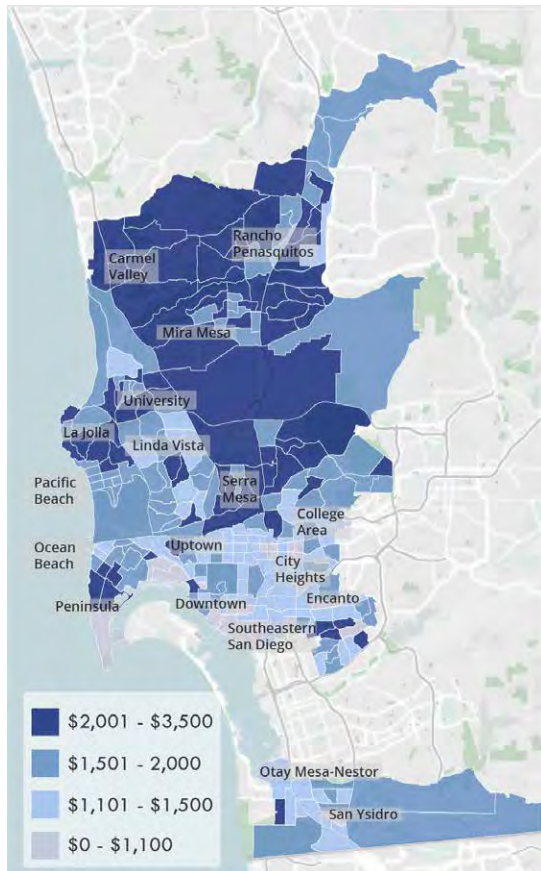 Rancho
Penasquitos
Carmel
Valley
Mira Mesa
University
La Jolla
Linda Vista
Pacific
Beach
Serra
Mesa
College
Area
Ocean
Beach
Uptown
City
Heights
Peninsula
Downtown
Encanto
Southeastern
San Diego
Otay Mesa-Nestor
San Ysidro
$2,001 - $3,500
$1,501 - 2,000
$1,101 - $1,500
$0 - $1,100